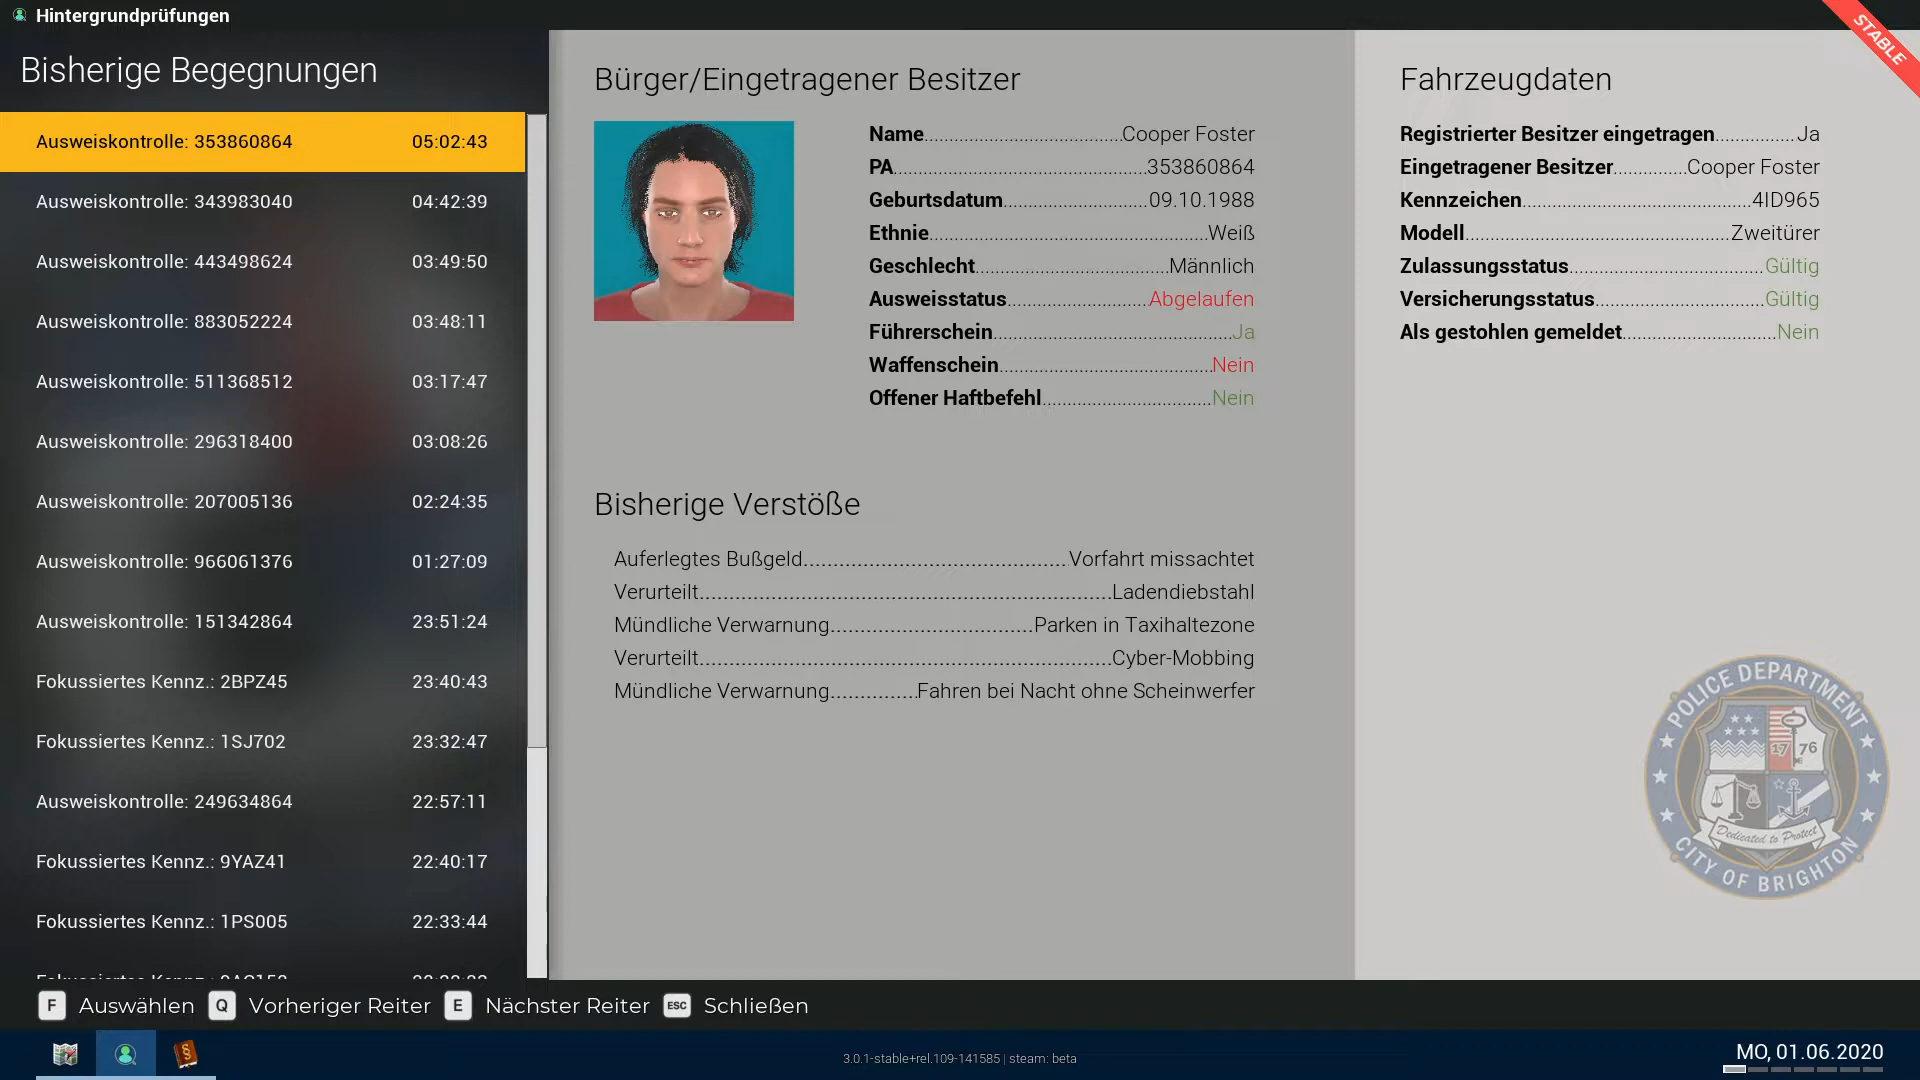 Hintergrundprüfungen
STABLE
Bisherige Begegnungen
Ausweiskontrolle: 353860864 05:02:43
Ausweiskontrolle: 343983040 04:42:39
Ausweiskontrolle: 443498624 03:49:50
Ausweiskontrolle: 883052224 03:48:11
Ausweiskontrolle: 511368512 03:17:47
Ausweiskontrolle: 296318400 03:08:26
Ausweiskontrolle: 207005136 02:24:35
Ausweiskontrolle: 966061376 01:27:09
Ausweiskontrolle: 151342864 23:51:24
Fokussiertes Kennz.: 2BPZ45 23:40:43
Fokussiertes Kennz.: 1SJ702 23:32:47
Ausweiskontrolle: 249634864 22:57:11
Fokussiertes Kennz.: 9YAZ41 22:40:17
Fokussiertes Kennz.: 1PS005 22:33:44
Fokussiertes Kennz.:
Bürger/Eingetragener Besitzer
Name Cooper Foster
PA 353860864
Geburtsdatum 09.10.1988
Ethnie Weiß
Geschlecht Männlich
Ausweisstatus Abgelaufen
Führerschein Ja
Waffenschein Nein
Offener Haftbefehl Nein
Bisherige Verstöße
Auferlegtes Bußgeld Vorfahrt missachtet
Verurteilt Ladendiebstahl
Mündliche Verwarnung Parken in Taxihaltezone
Verurteilt Cyber-Mobbing
Mündliche Verwarnung Fahren bei Nacht ohne Scheinwerfer
Fahrzeugdaten
Registrierter Besitzer eingetragen Ja
Eingetragener Besitzer Cooper Foster
Kennzeichen 4ID965
Modell Zweitürer
Zulassungsstatus Gültig
Versicherungsstatus Gültig
Als gestohlen gemeldet Nein
POLICE DEPARTMENT
17 76
Dedicated to Protect
CITY OF BRIGHTON
F Auswählen Q Vorheriger Reiter E Nächster Reiter ESC Schließen
§
3.0.1-stable+rel.109-141585 | steam: beta
MO, 01.06.2020